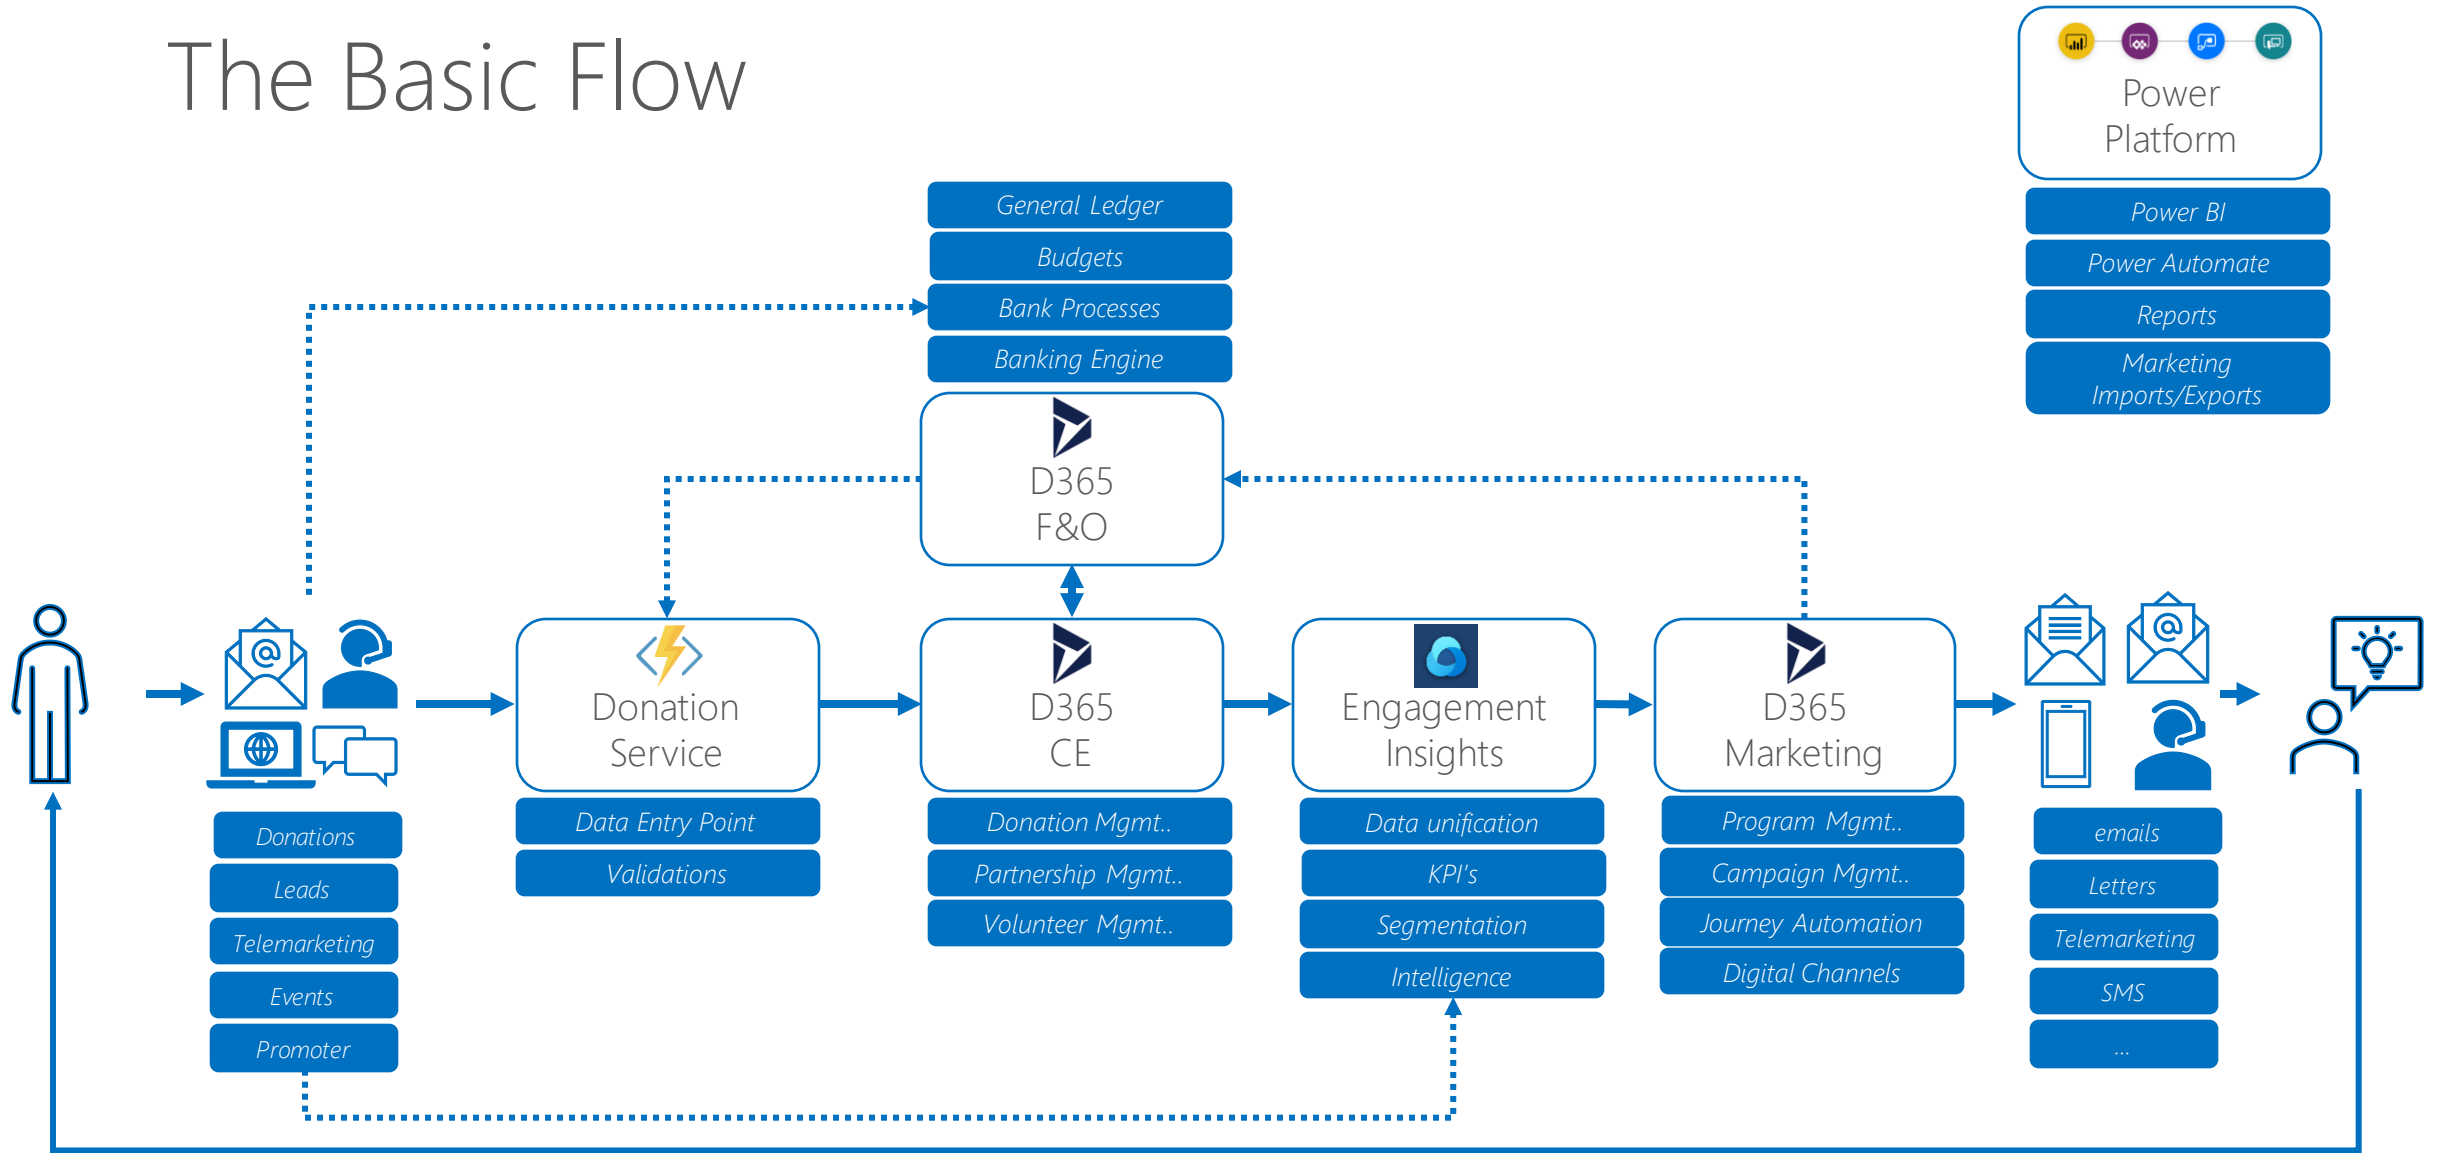 The Basic Flow
Power
Platform
Power BI
Power Automate
Reports
Marketing
Imports/Exports
General Ledger
Budgets
Bank Processes
Banking Engine
D365
F&O
Donations
Leads
Telemarketing
Events
Promoter
Donation
Service
Data Entry Point
Validations
D365
CE
Donation Mgmt..
Partnership Mgmt..
Volunteer Mgmt..
Engagement
Insights
Data unification
KPI's
Segmentation
Intelligence
D365
Marketing
Program Mgmt..
Campaign Mgmt..
Journey Automation
Digital Channels
emails
Letters
Telemarketing
SMS
...